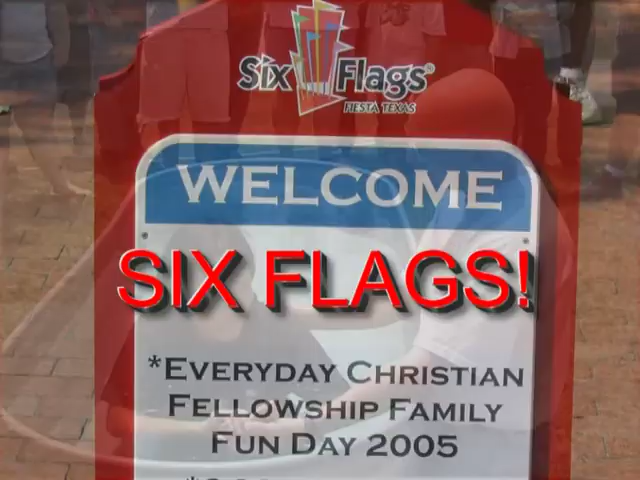 Six Flags®
FIESTA TEXAS
WELCOME
SIX FLAGS!
*EVERYDAY CHRISTIAN
FELLOWSHIP FAMILY
FUN DAY 2005